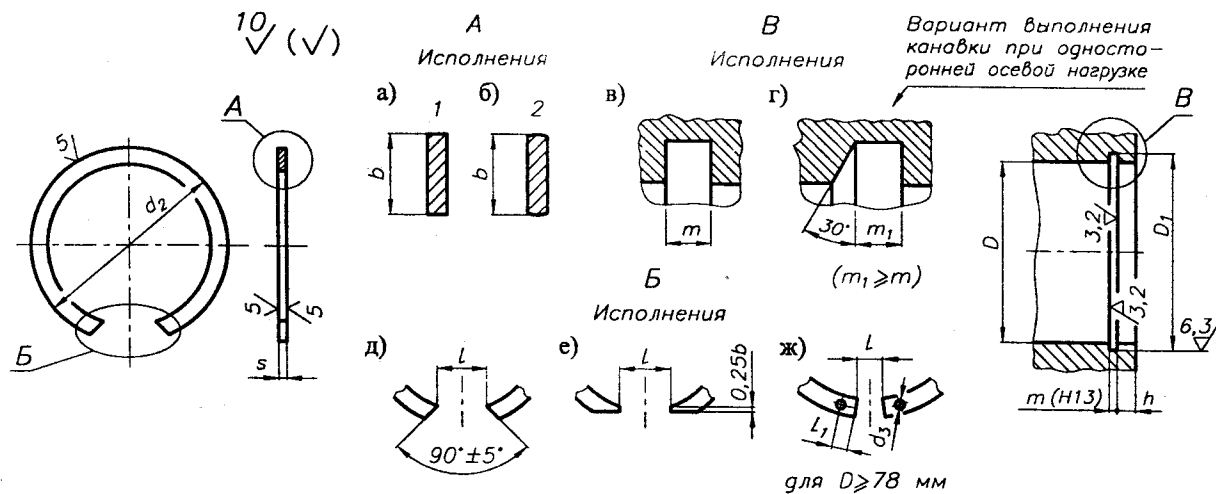 10 (√)
А
Исполнения
В
Исполнения
Вариант выполнения
канавки при односто-
ронней осевой нагрузке
а)
1
б)
2
в)
г)
А
5
d2
b
b
В
m
30°
m1
(m1⩾m)
D
3,2
3,2
D1
6,3
5
5
Б
s
Б
Исполнения
д)
l
е)
l
0,25b
ж)
l
l1
d3
90°±5°
для D⩾78 мм
m (H13)
h